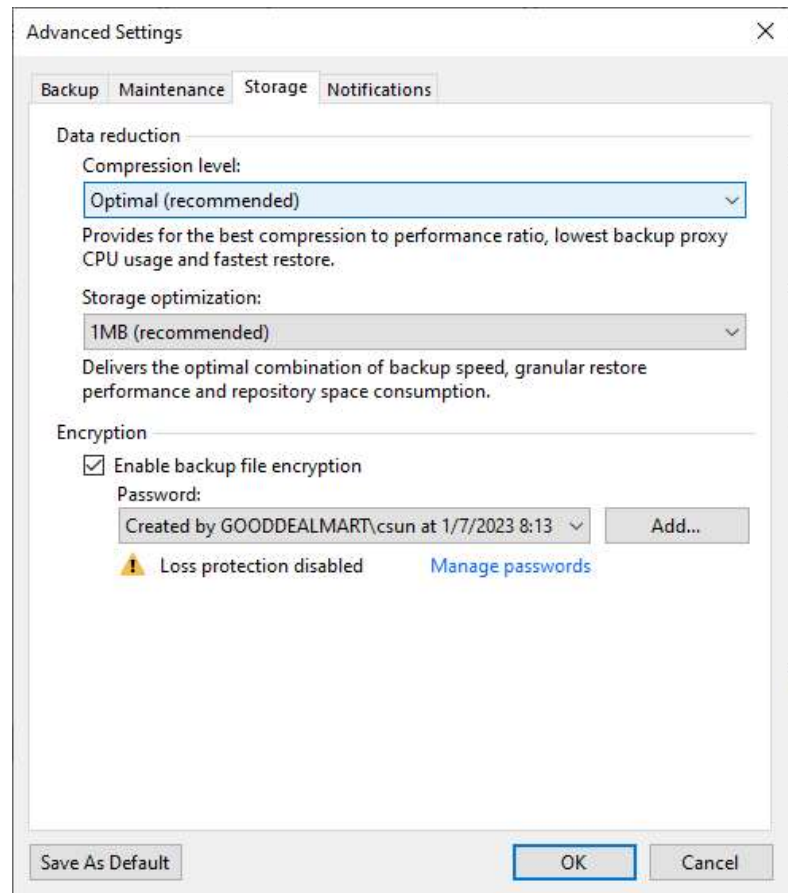 Advanced Settings
Backup Maintenance Storage Notifications
Data reduction
Compression level:
Optimal (recommended)
Provides for the best compression to performance ratio, lowest backup proxy
CPU usage and fastest restore.
Storage optimization:
1MB (recommended)
Delivers the optimal combination of backup speed, granular restore
performance and repository space consumption.
Encryption
Enable backup file encryption
Password:
Created by GOODDEALMART\csun at 1/7/2023 8:13 Add...
Loss protection disabled Manage passwords
Save As Default OK Cancel